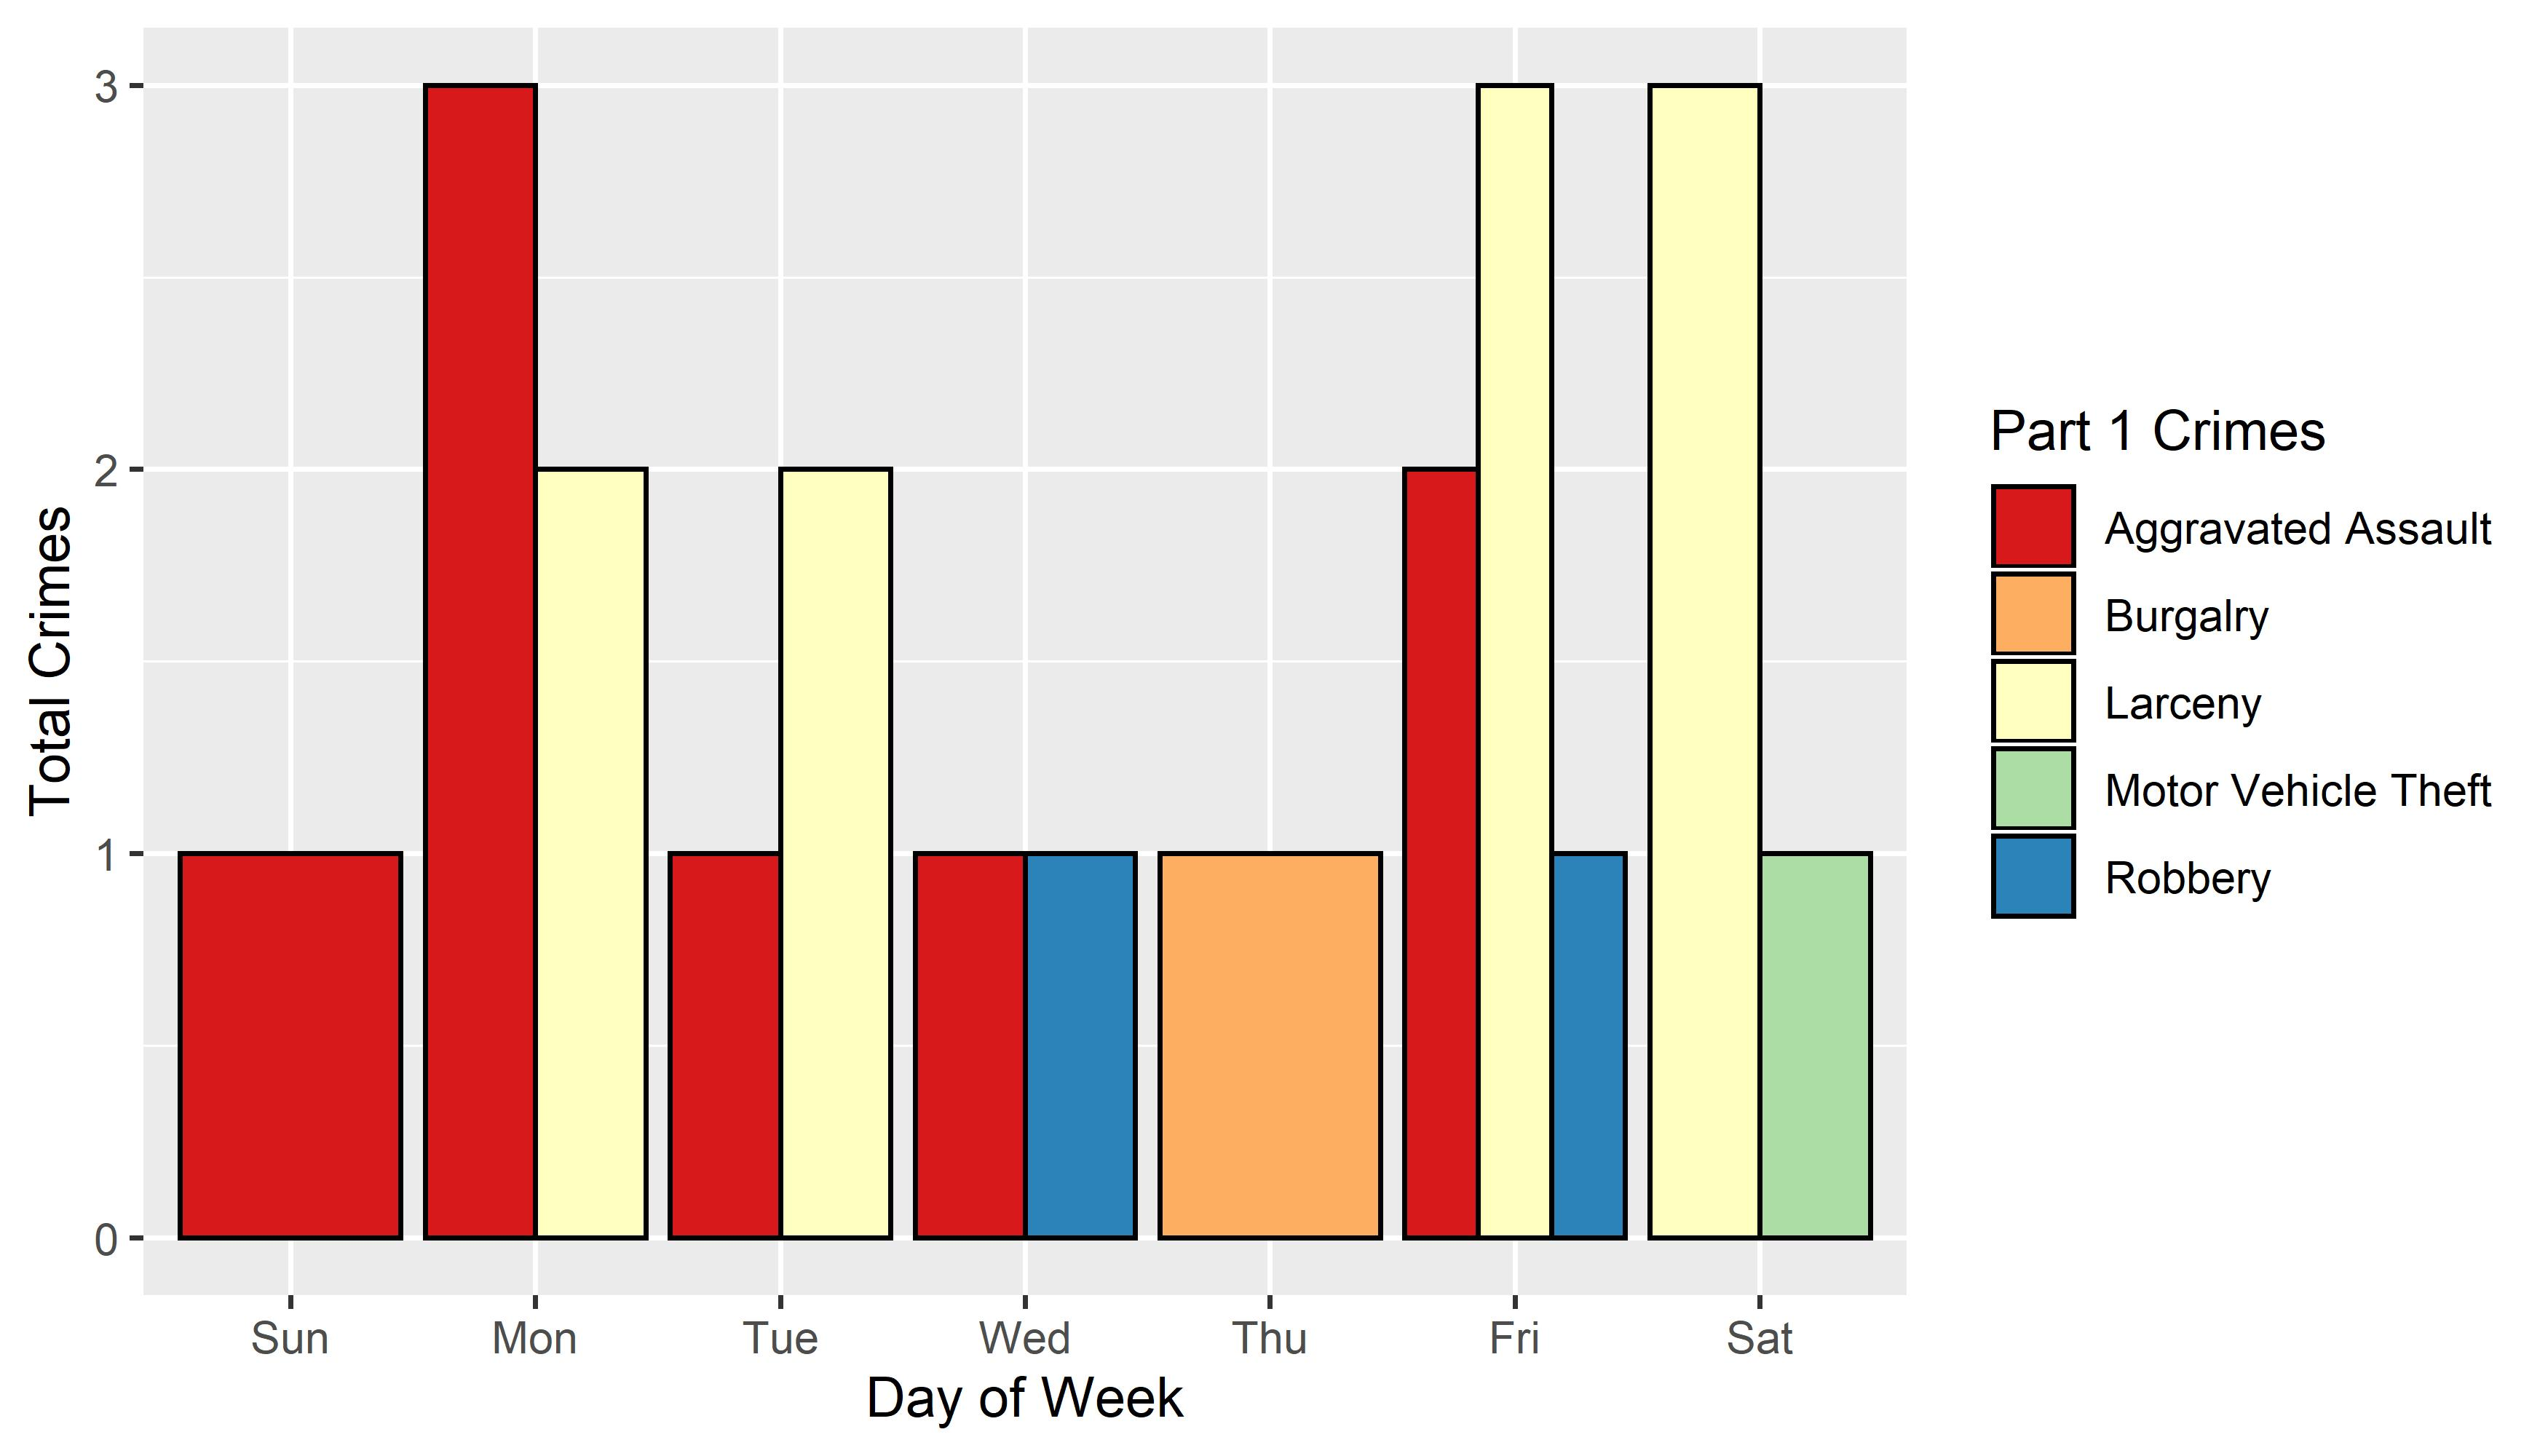 3
2
1
0
Total Crimes
Sun Mon Tue Wed Thu Fri Sat
Day of Week
Part 1 Crimes
Aggravated Assault
Burgalry
Larceny
Motor Vehicle Theft
Robbery